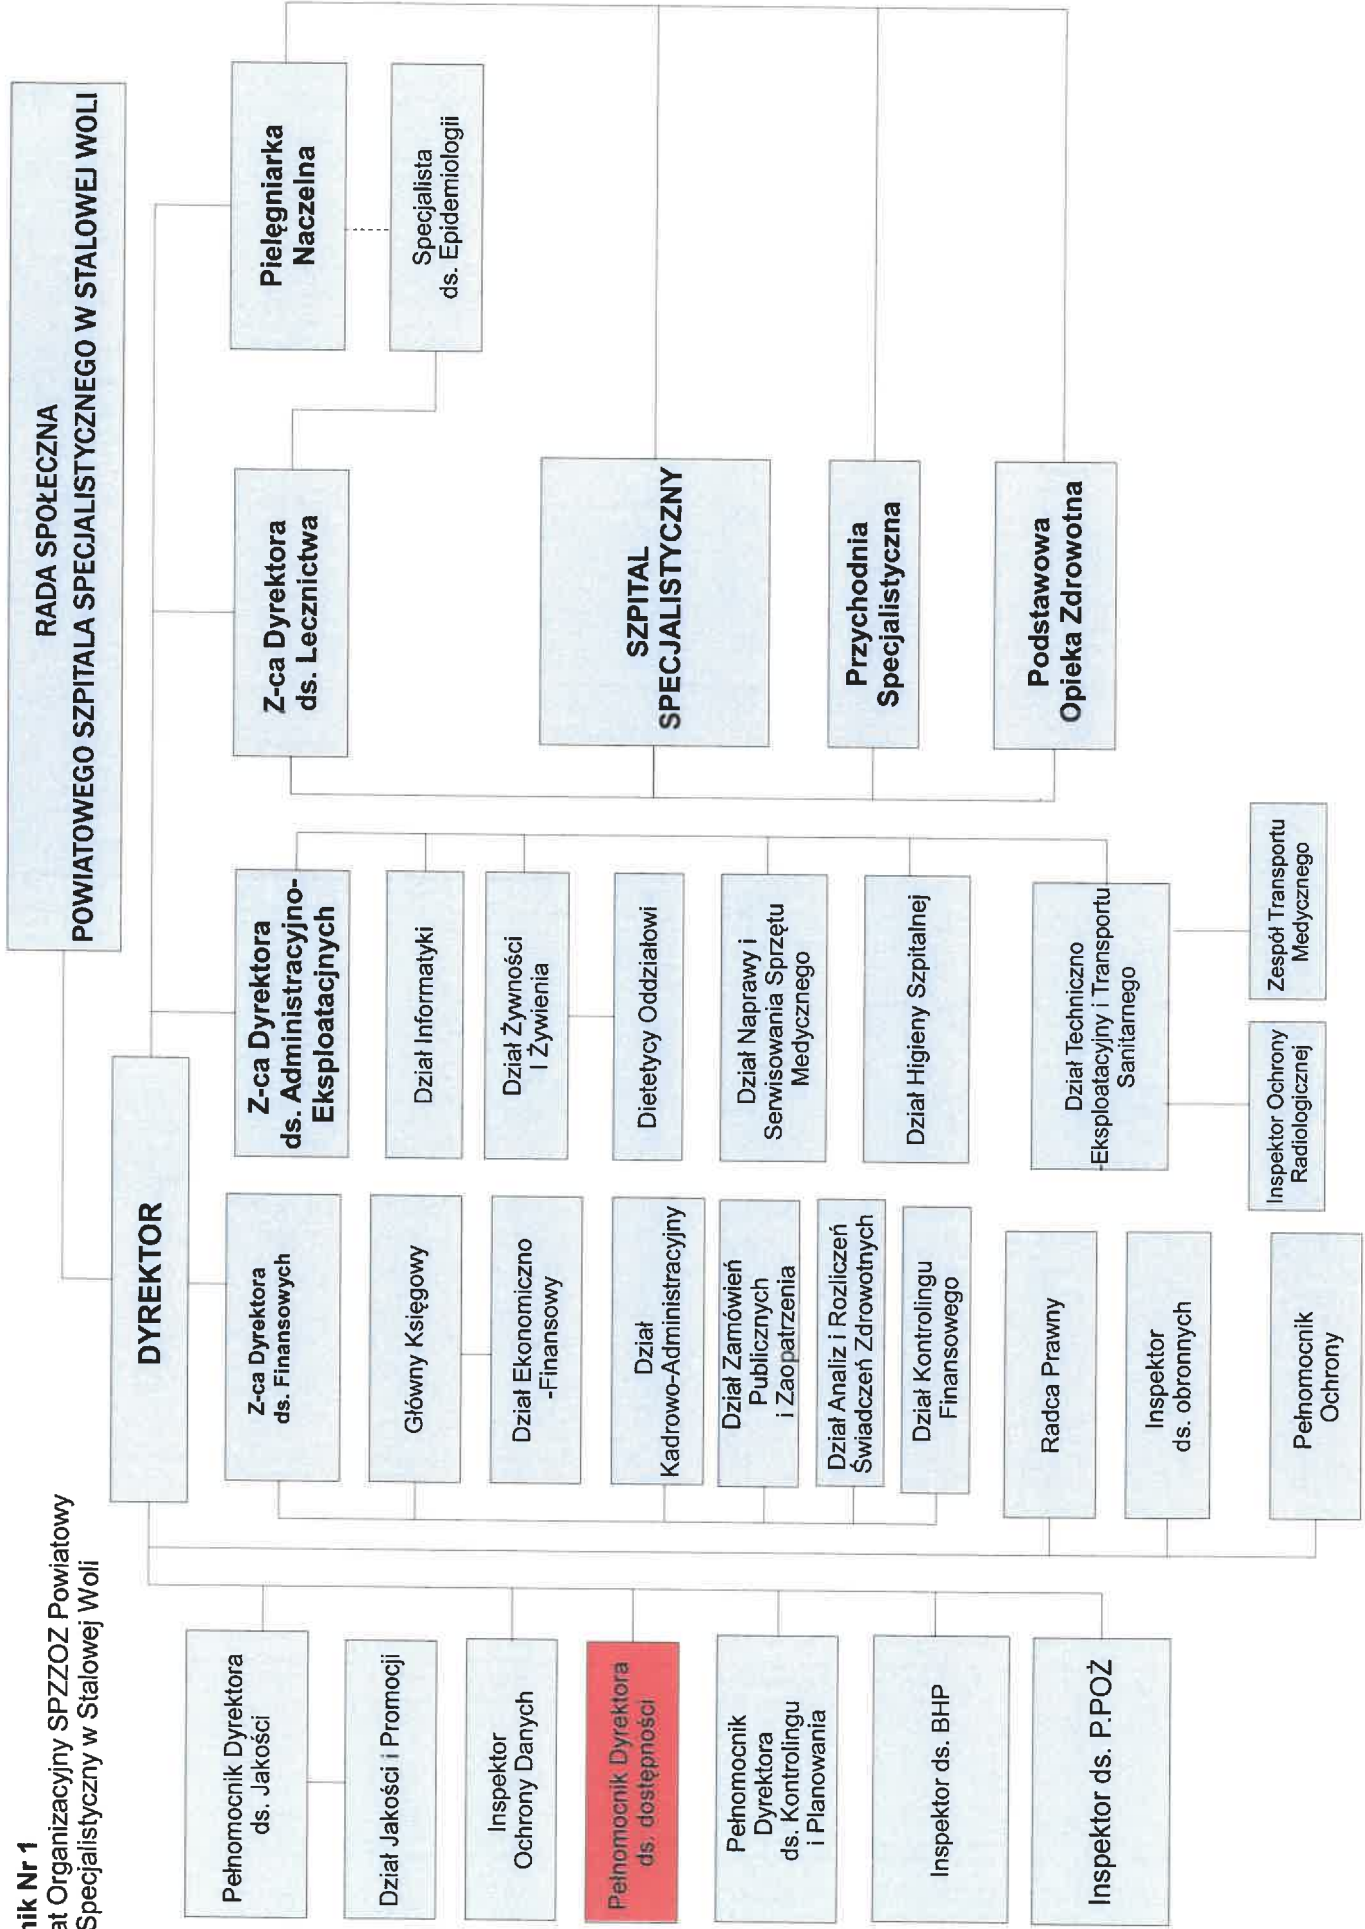 nik Nr 1
at Organizacyjny SPZZOZ Powiatowy
Specjalistyczny w Stalowej Woli
RADA SPOŁECZNA
POWIATOWEGO SZPITALA SPECJALISTYCZNEGO W STALOWEJ WOLI
DYREKTOR
Pełnomocnik Dyrektora
ds. Jakości
Dział Jakości i Promocji
Inspektor
Ochrony Danych
Pełnomocnik Dyrektora
ds. dostępności
Pełnomocnik
Dyrektora
ds. Kontrolingu
i Planowania
Inspektor ds. BHP
Inspektor ds. P.POŻ
Z-ca Dyrektora
ds. Finansowych
Główny Księgowy
Dział Ekonomiczno
-Finansowy
Dział
Kadrowo-Administracyjny
Dział Zamówień
Publicznych
i Zaopatrzenia
Dział Analiz i Rozliczeń
Świadczeń Zdrowotnych
Dział Kontrolingu
Finansowego
Radca Prawny
Inspektor
ds. obronnych
Pełnomocnik
Ochrony
Z-ca Dyrektora
ds. Administracyjno-
Eksploatacjnych
Dział Informatyki
Dział Żywności
I Żywienia
Dietetycy Oddziałowi
Dział Naprawy i
Serwisowania Sprzętu
Medycznego
Dział Higieny Szpitalnej
Dział Techniczno
-Eksploatacyjny i Transportu
Sanitarnego
Inspektor Ochrony
Radiologicznej
Zespół Transportu
Medycznego
Z-ca Dyrektora
ds. Lecznictwa
SZPITAL
SPECJALISTYCZNY
Przychodnia
Specjalistyczna
Podstawowa
Opieka Zdrowotna
Pielęgniarka
Naczelna
Specjalista
ds. Epidemiologii